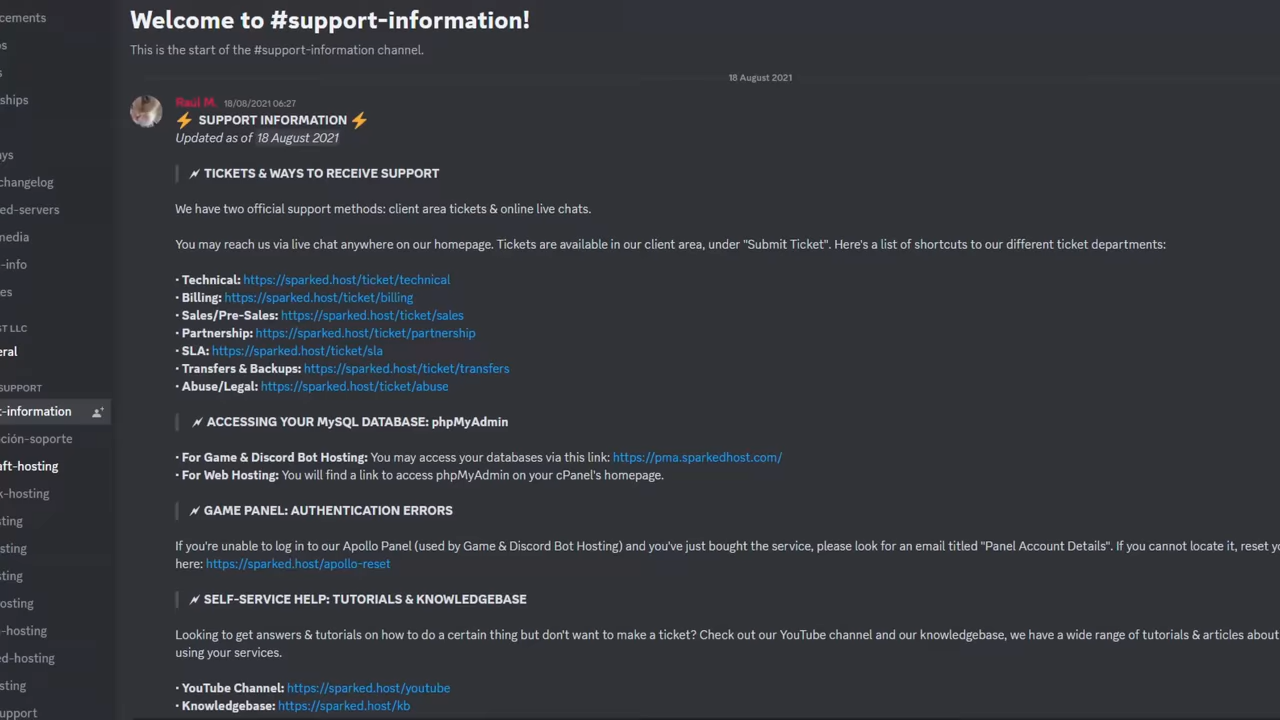 cements
ps
s
ships
ays
changelog
ed-servers
media
-info
es
ST LLC
eral
SUPPORT
t-information
ción-soporte
aft-hosting
k-hosting
sting
sting
sting
osting
-hosting
ed-hosting
sting
support
Welcome to #support-information!
This is the start of the #support-information channel.
18 August 2021
Raúl M. 18/08/2021 06:27
⚡ SUPPORT INFORMATION ⚡
Updated as of 18 August 2021
TICKETS & WAYS TO RECEIVE SUPPORT
We have two official support methods: client area tickets & online live chats.
You may reach us via live chat anywhere on our homepage. Tickets are available in our client area, under "Submit Ticket". Here's a list of shortcuts to our different ticket departments:
• Technical: https://sparked.host/ticket/technical
• Billing: https://sparked.host/ticket/billing
• Sales/Pre-Sales: https://sparked.host/ticket/sales
• Partnership: https://sparked.host/ticket/partnership
• SLA: https://sparked.host/ticket/sla
• Transfers & Backups: https://sparked.host/ticket/transfers
• Abuse/Legal: https://sparked.host/ticket/abuse
ACCESSING YOUR MySQL DATABASE: phpMyAdmin
• For Game & Discord Bot Hosting: You may access your databases via this link: https://pma.sparkedhost.com/
• For Web Hosting: You will find a link to access phpMyAdmin on your cPanel's homepage.
GAME PANEL: AUTHENTICATION ERRORS
If you're unable to log in to our Apollo Panel (used by Game & Discord Bot Hosting) and you've just bought the service, please look for an email titled "Panel Account Details". If you cannot locate it, reset yo
here: https://sparked.host/apollo-reset
SELF-SERVICE HELP: TUTORIALS & KNOWLEDGEBASE
Looking to get answers & tutorials on how to do a certain thing but don't want to make a ticket? Check out our YouTube channel and our knowledgebase, we have a wide range of tutorials & articles about
using your services.
• YouTube Channel: https://sparked.host/youtube
• Knowledgebase: https://sparked.host/kb